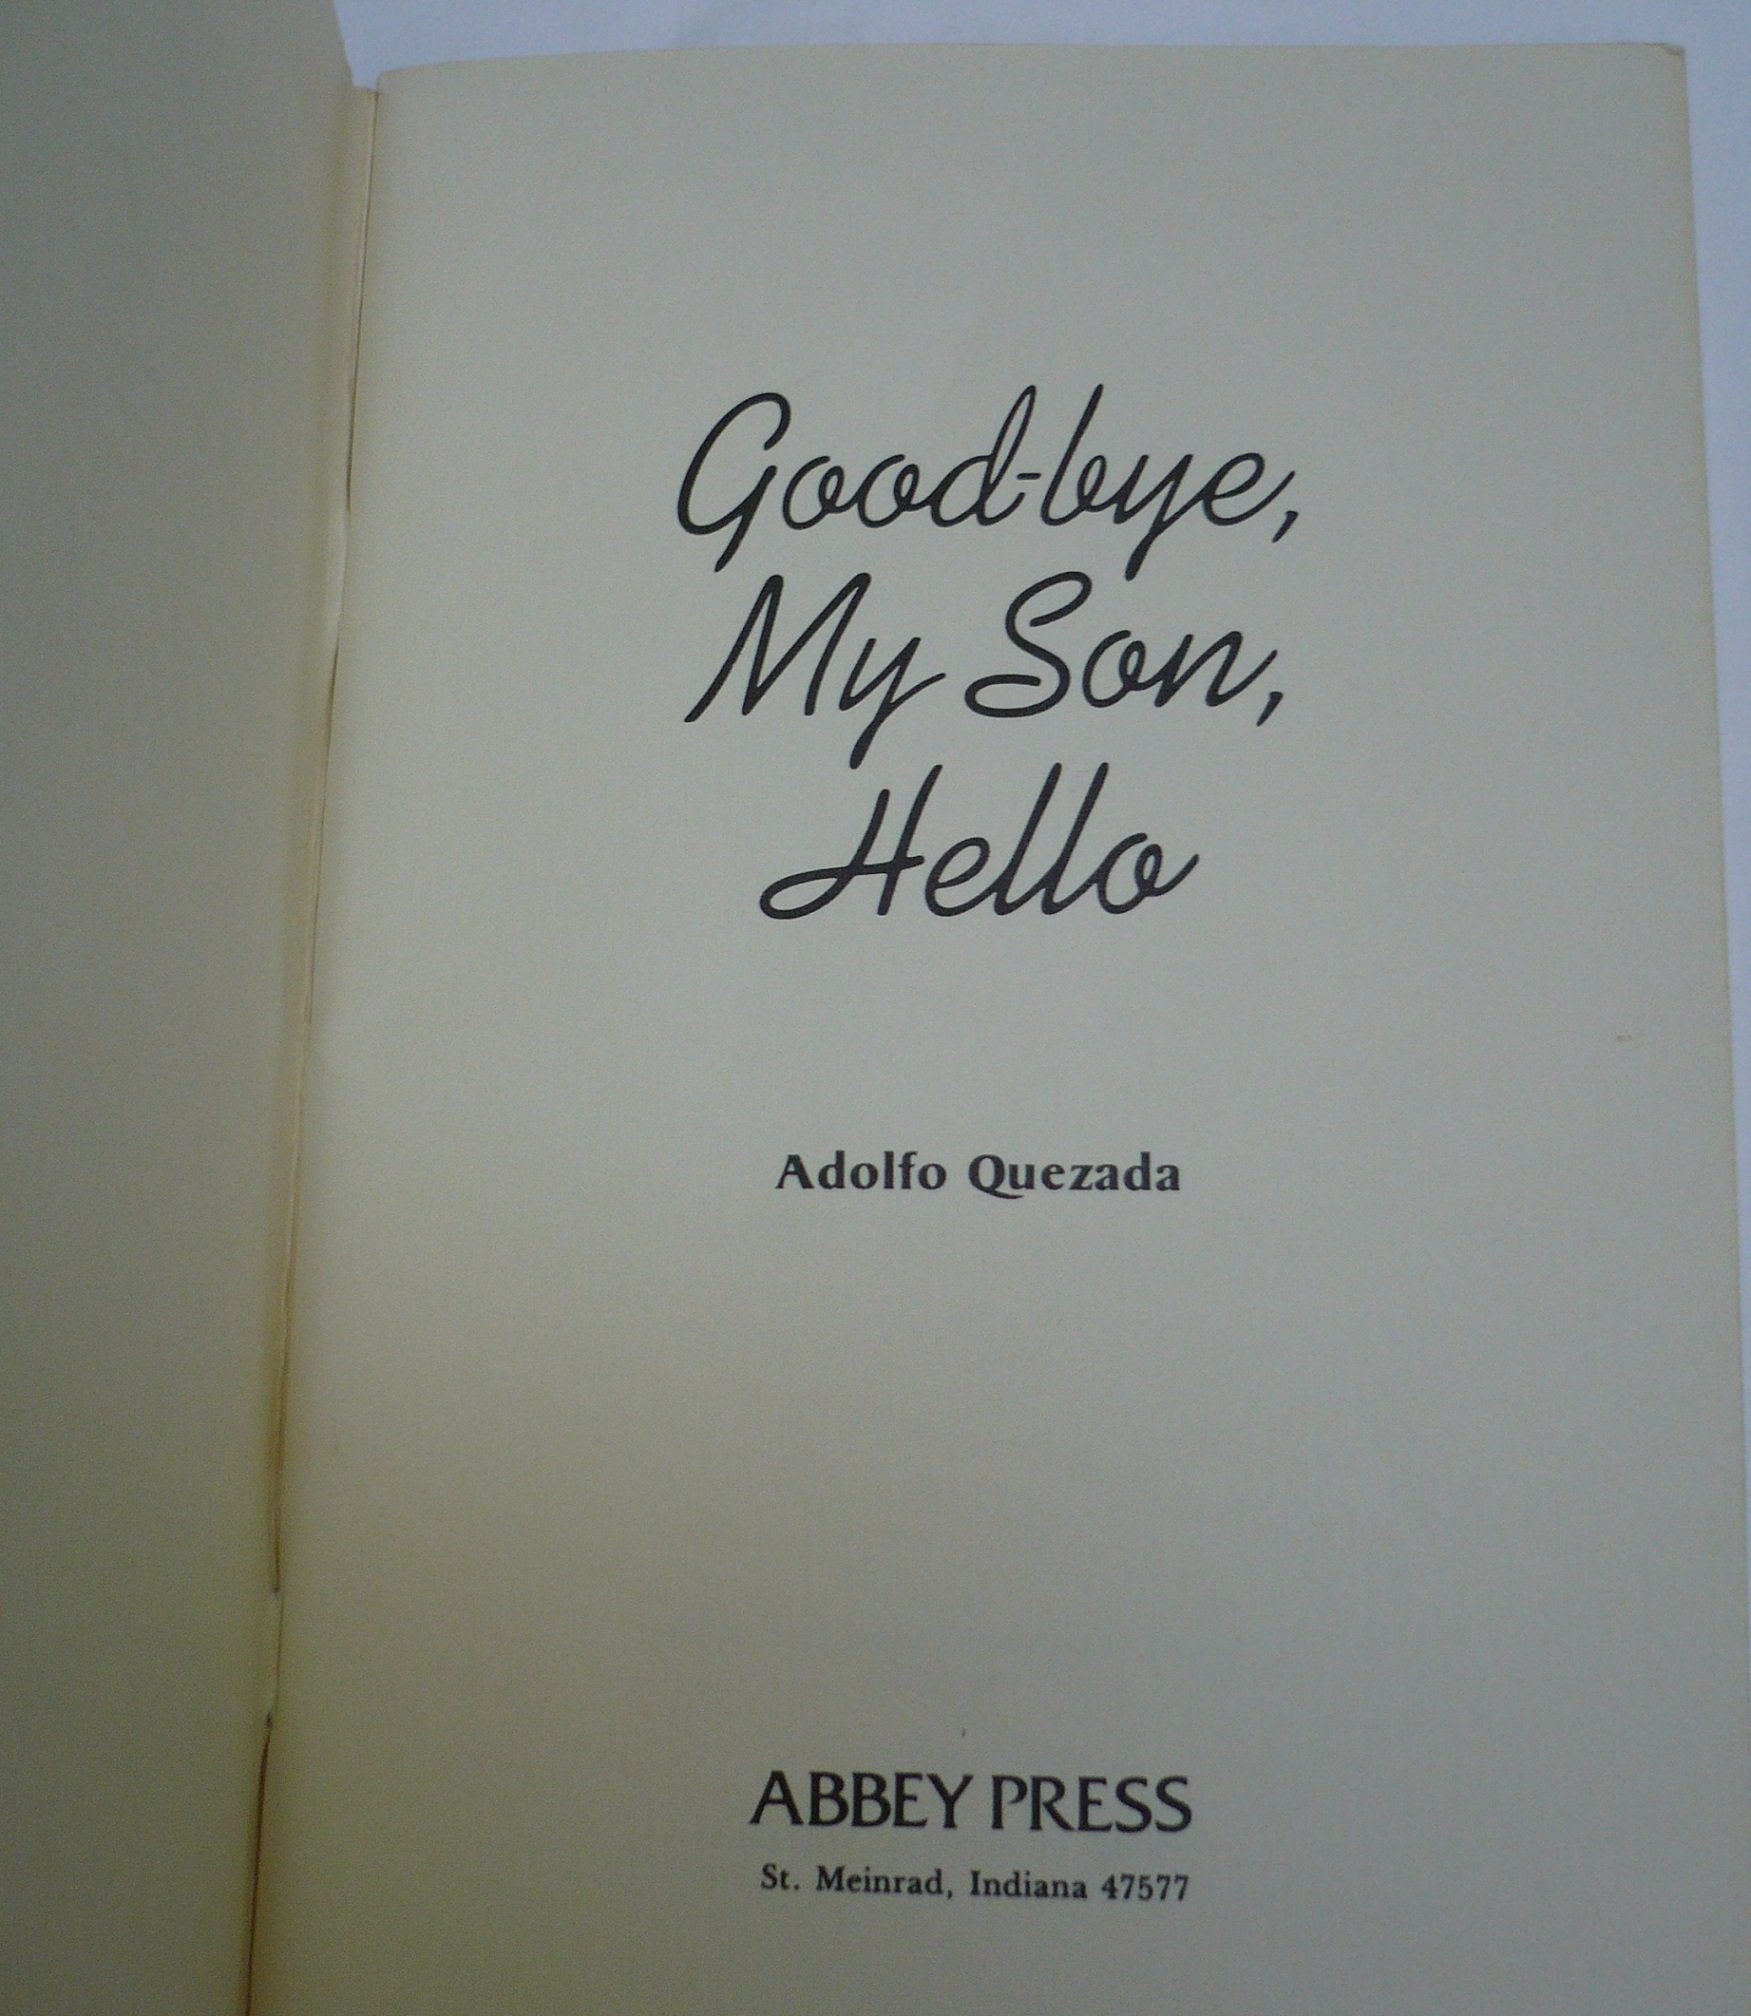 Good-bye,
My Son,
Hello
Adolfo Quezada
ABBEY PRESS
St. Meinrad, Indiana 47577